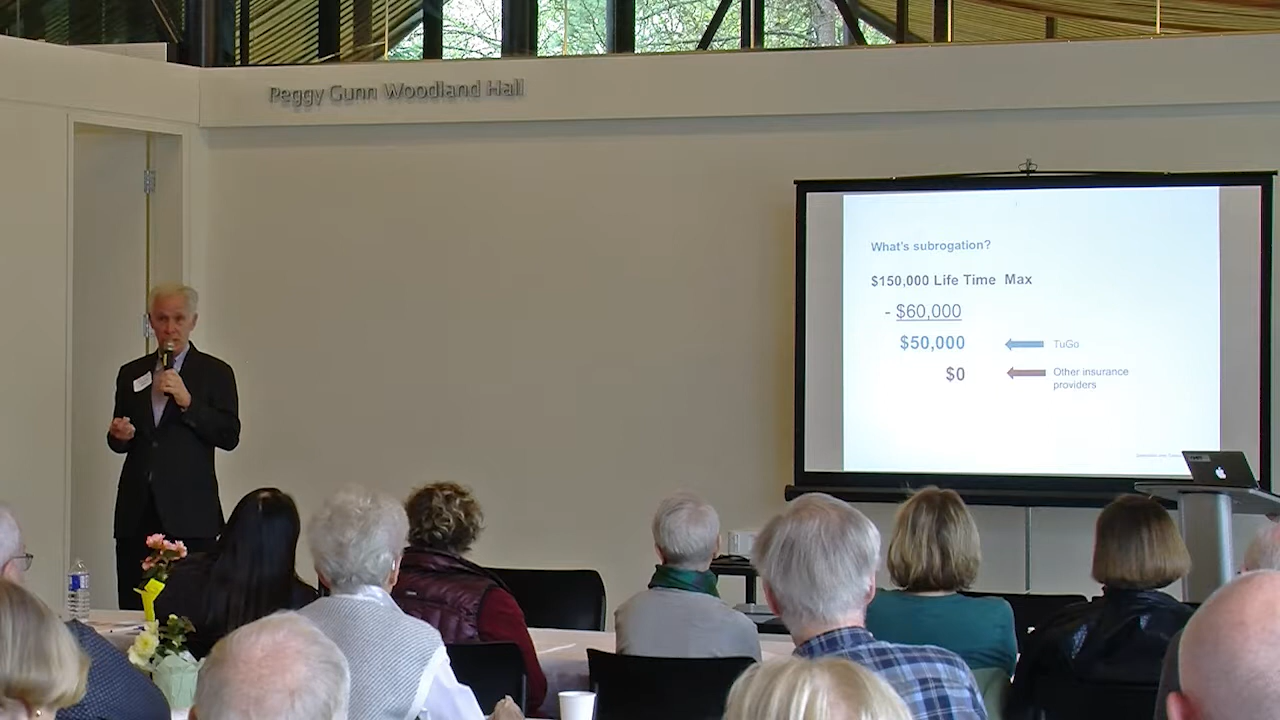 Peggy Gunn Woodland Hall
What's subrogation?
$150,000 Life Time Max
- $60,000
$50,000
TuGo
$0
Other insurance
providers